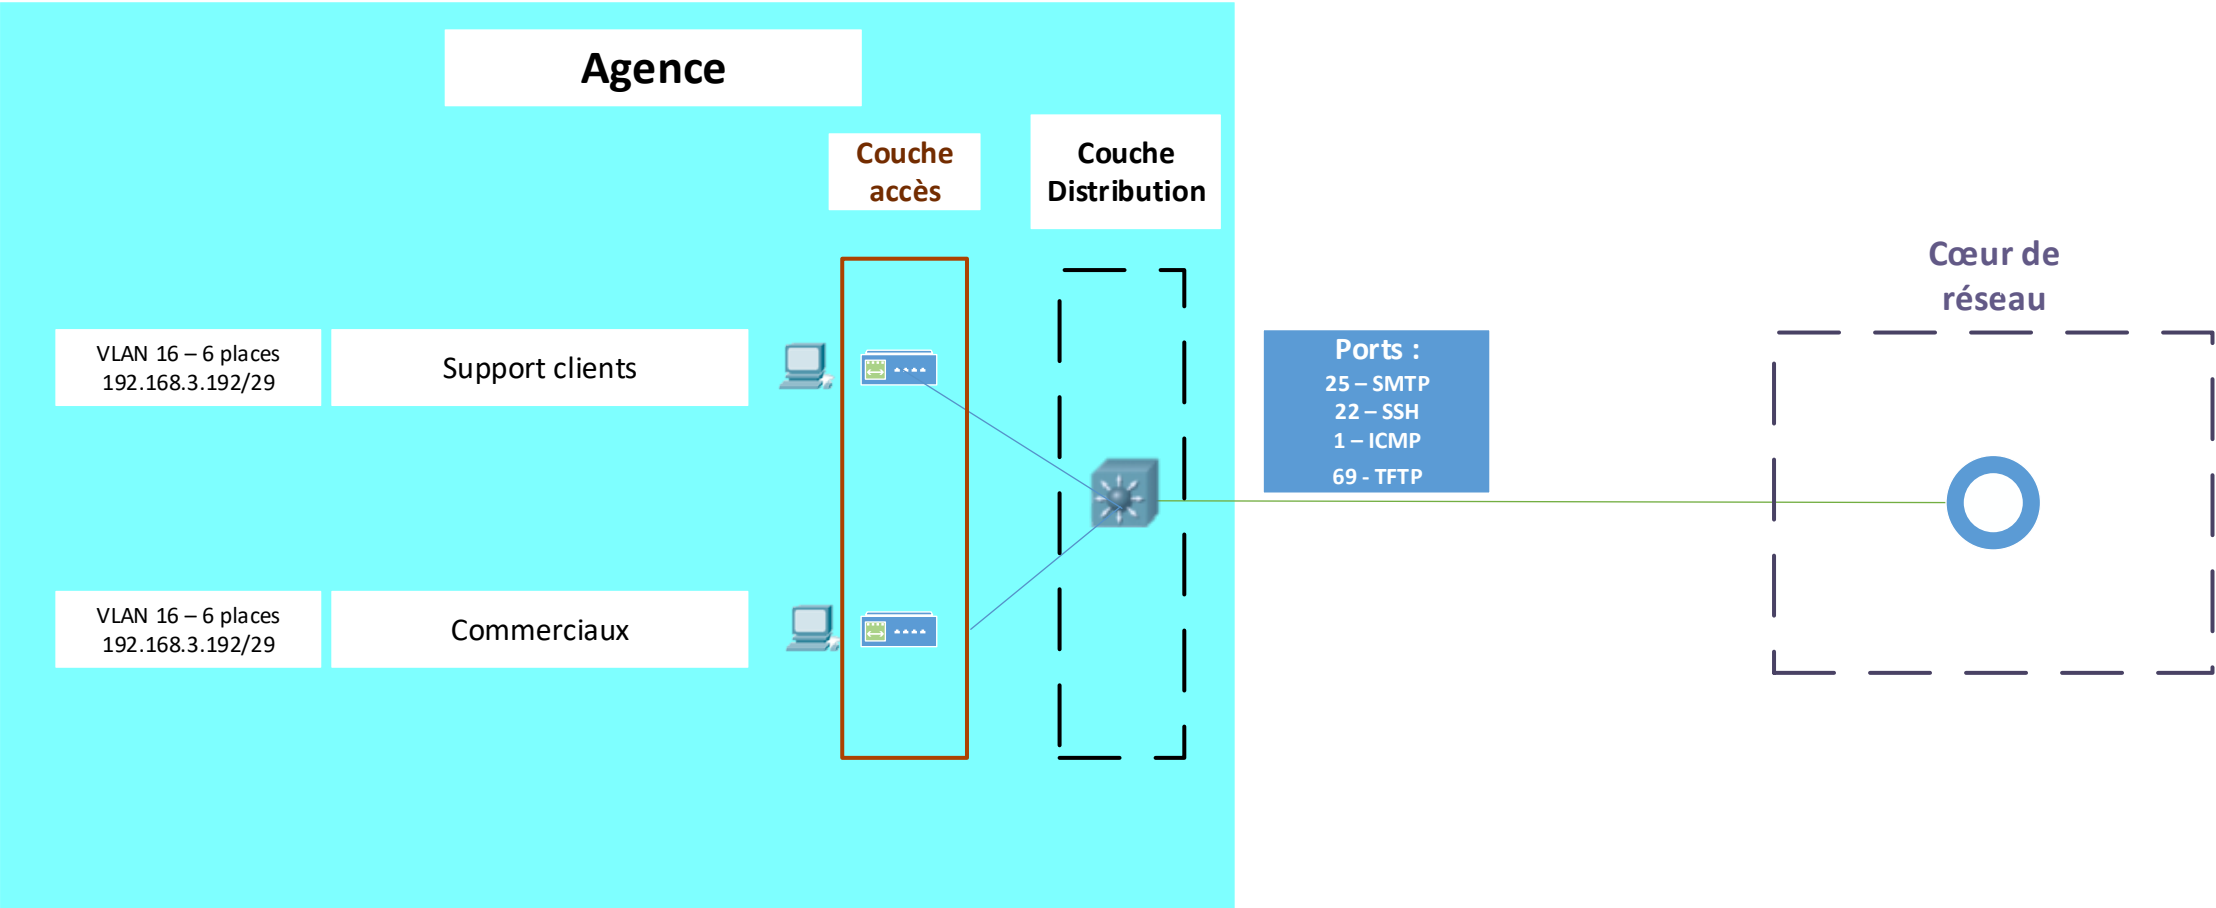 Agence
Couche
accès
Couche
Distribution
Cœur de
réseau
VLAN 16 – 6 places
192.168.3.192/29
Support clients
Ports :
25 – SMTP
22 – SSH
1 – ICMP
69 - TFTP
VLAN 16 – 6 places
192.168.3.192/29
Commerciaux